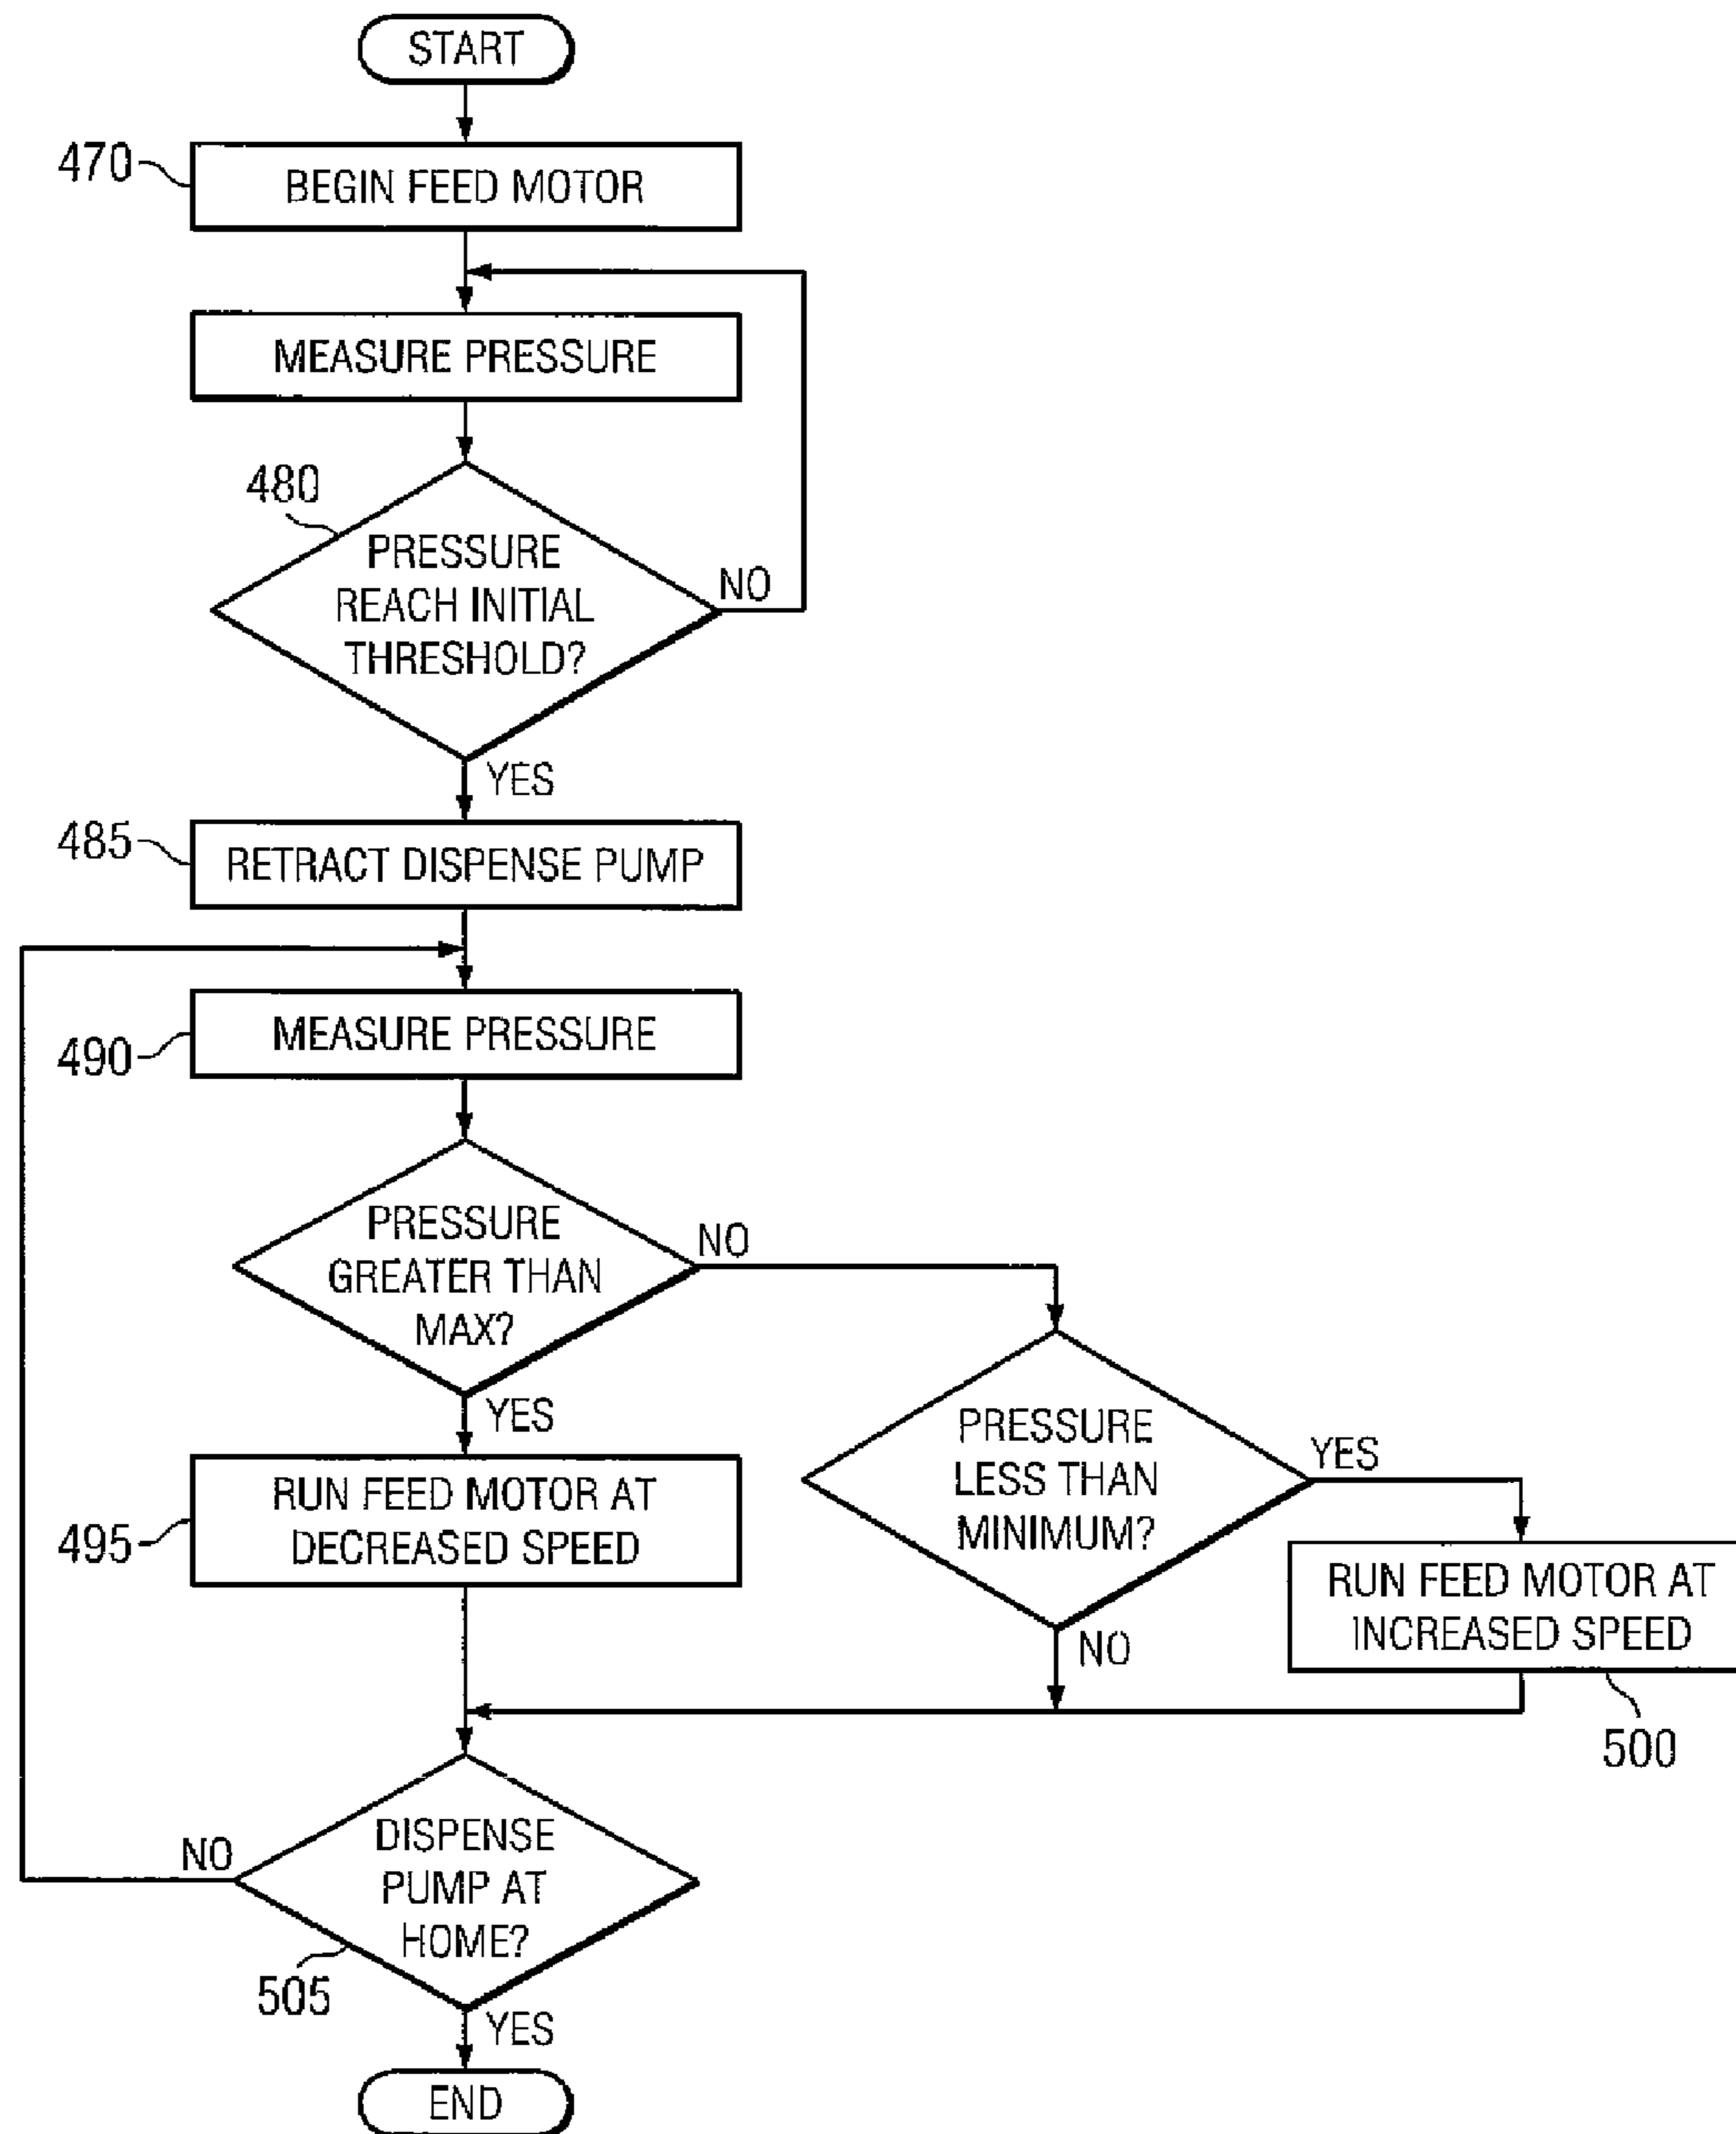 START
470
BEGIN FEED MOTOR
MEASURE PRESSURE
480
PRESSURE
REACH INITIAL
THRESHOLD?
NO
YES
485
RETRACT DISPENSE PUMP
490
MEASURE PRESSURE
PRESSURE
GREATER THAN
MAX?
NO
YES
495
RUN FEED MOTOR AT
DECREASED SPEED
PRESSURE
LESS THAN
MINIMUM?
YES
NO
RUN FEED MOTOR AT
INCREASED SPEED
500
DISPENSE
PUMP AT
HOME?
NO
505
YES
END